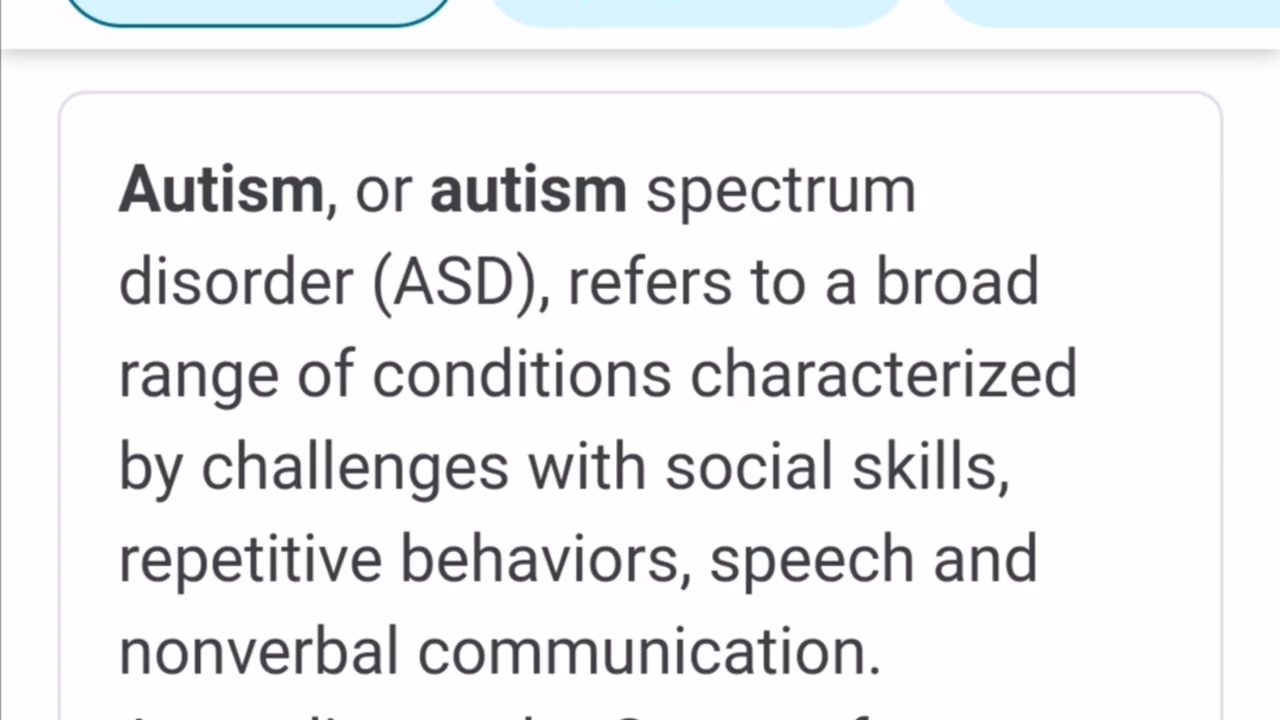 Autism, or autism spectrum
disorder (ASD), refers to a broad
range of conditions characterized
by challenges with social skills,
repetitive behaviors, speech and
nonverbal communication.